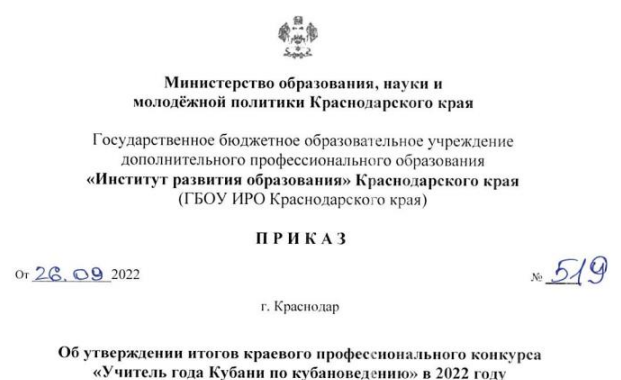 Министерство образования, науки и
молодёжной политики Краснодарского края
Государственное бюджетное образовательное учреждение
дополнительного профессионального образования
«Институт развития образования» Краснодарского края
(ГБОУ ИРО Краснодарского края)
ПРИКАЗ
От 26.09 2022 № 519
г. Краснодар
Об утверждении итогов краевого профессионального конкурса
«Учитель года Кубани по кубановедению» в 2022 году